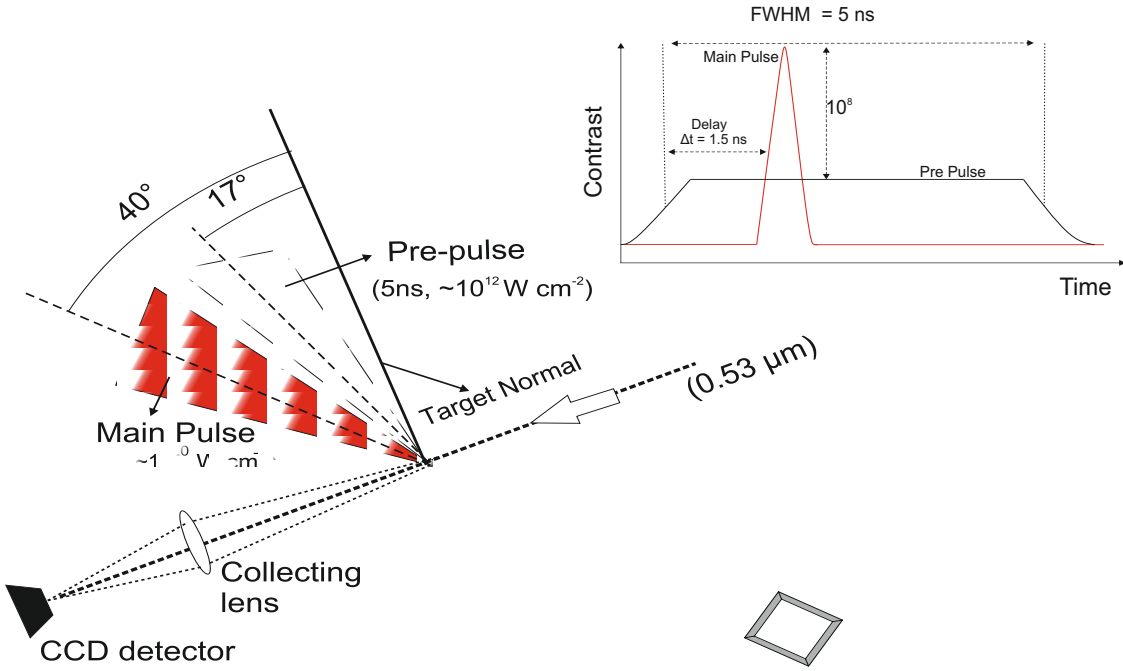 FWHM = 5 ns
Main Pulse
10⁸
Delay
Δt = 1.5 ns
Pre Pulse
Contrast
Time
40°
17°
Pre-pulse
(5ns, ~10¹² W cm⁻²)
Target Normal
(0.53 μm)
Main Pulse
Collecting
lens
CCD detector